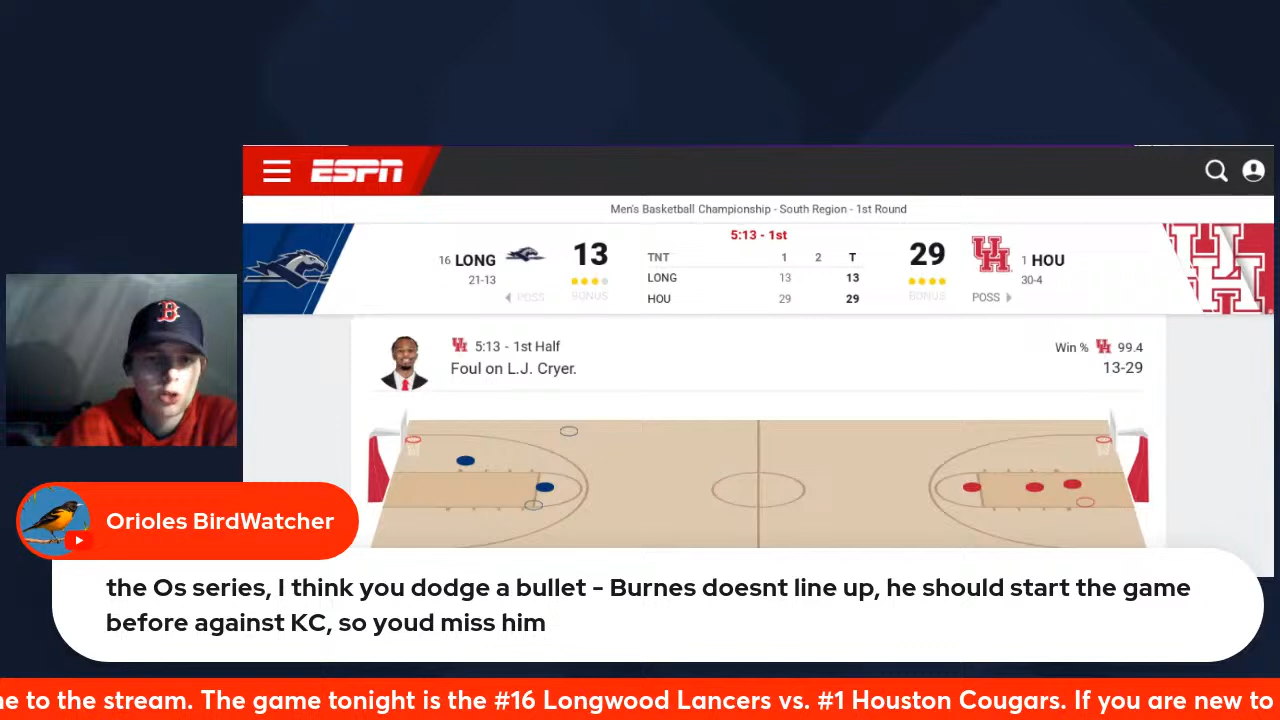 ESPN
Men's Basketball Championship - South Region - 1st Round
16 LONG
21-13
13
POSS
BONUS
5:13 - 1st
TNT 1 2 T
LONG 13 13
HOU 29 29
29
BONUS
1 HOU
30-4
POSS
5:13 - 1st Half
Foul on L.J. Cryer.
Win % 99.4
13-29
B
Orioles BirdWatcher
the Os series, I think you dodge a bullet - Burnes doesnt line up, he should start the game
before against KC, so youd miss him
ne to the stream. The game tonight is the #16 Longwood Lancers vs. #1 Houston Cougars. If you are new to